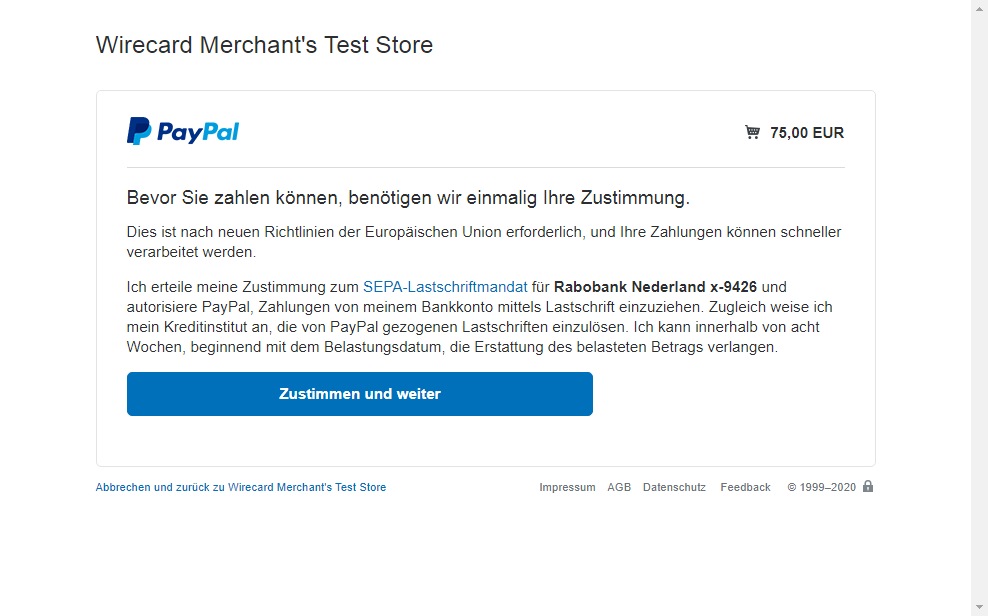 Wirecard Merchant's Test Store
PayPal
75,00 EUR
Bevor Sie zahlen können, benötigen wir einmalig Ihre Zustimmung.
Dies ist nach neuen Richtlinien der Europäischen Union erforderlich, und Ihre Zahlungen können schneller
verarbeitet werden.
Ich erteile meine Zustimmung zum SEPA-Lastschriftmandat für Rabobank Nederland x-9426 und
autorisiere PayPal, Zahlungen von meinem Bankkonto mittels Lastschrift einzuziehen. Zugleich weise ich
mein Kreditinstitut an, die von PayPal gezogenen Lastschriften einzulösen. Ich kann innerhalb von acht
Wochen, beginnend mit dem Belastungsdatum, die Erstattung des belasteten Betrags verlangen.
Zustimmen und weiter
Abbrechen und zurück zu Wirecard Merchant's Test Store
Impressum AGB Datenschutz Feedback © 1999–2020